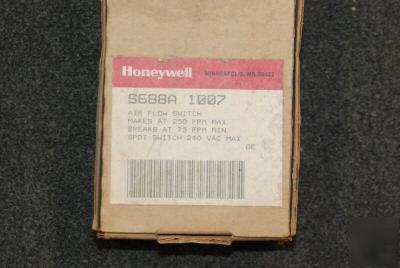 Honeywell MINNEAPOLIS, MN 55422
S688A 1007
AIR FLOW SWITCH
MAKES AT 250 FPM MAX
BREAKS AT 75 FPM MIN.
SPDT SWITCH 240 VAC MAX
OE